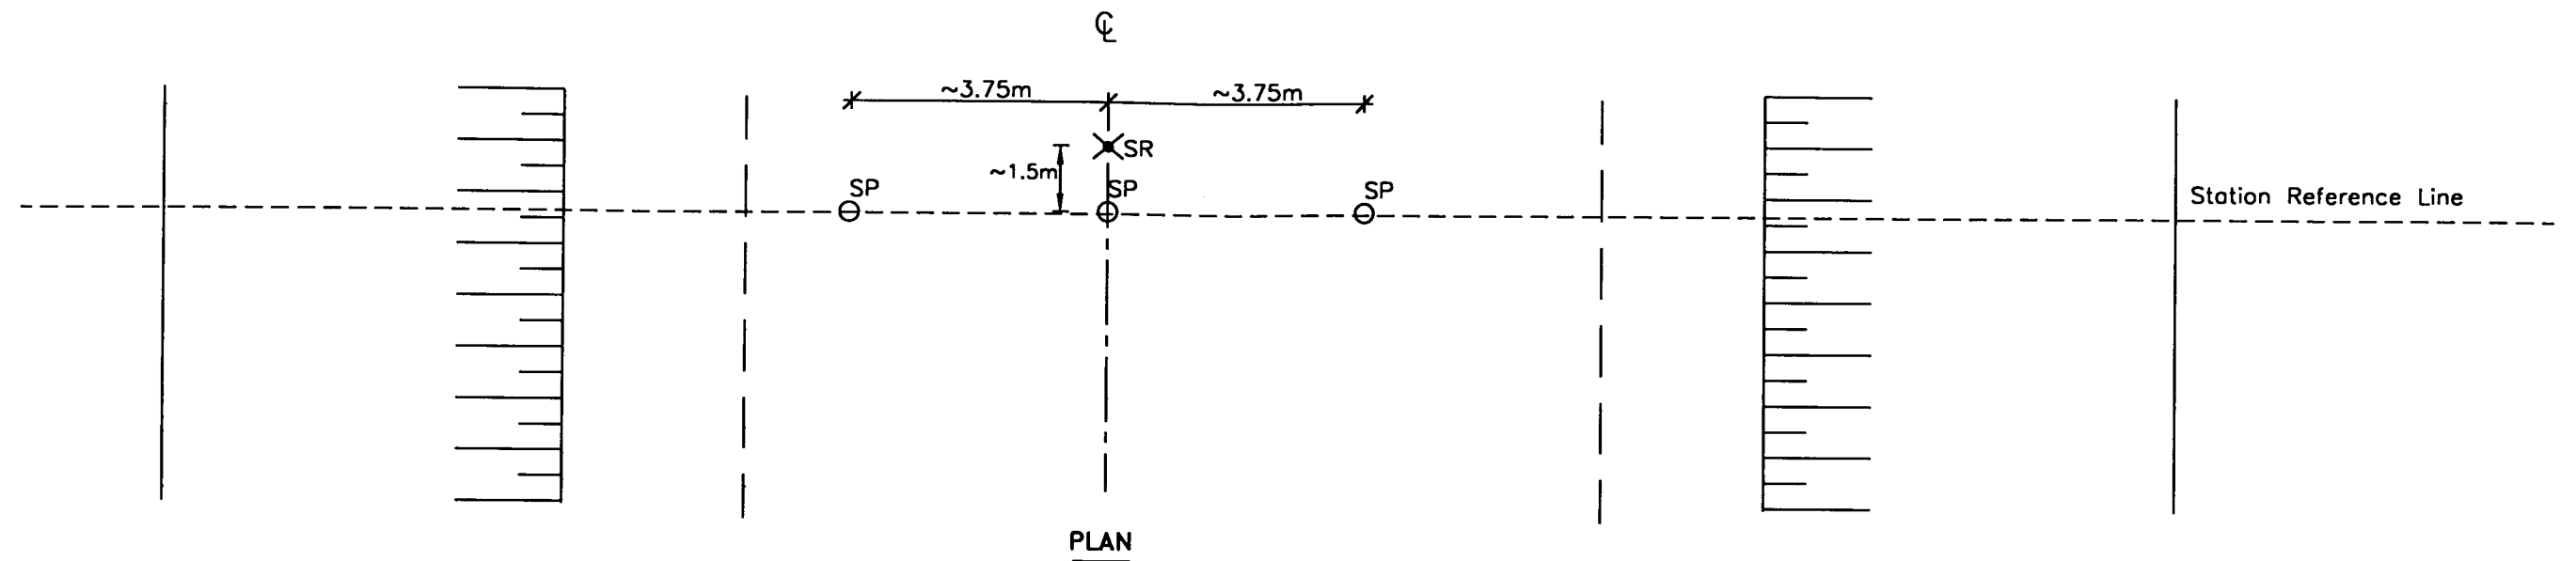 ℄
~3.75m ~3.75m
SR
~1.5m
SP SP SP
Station Reference Line
PLAN